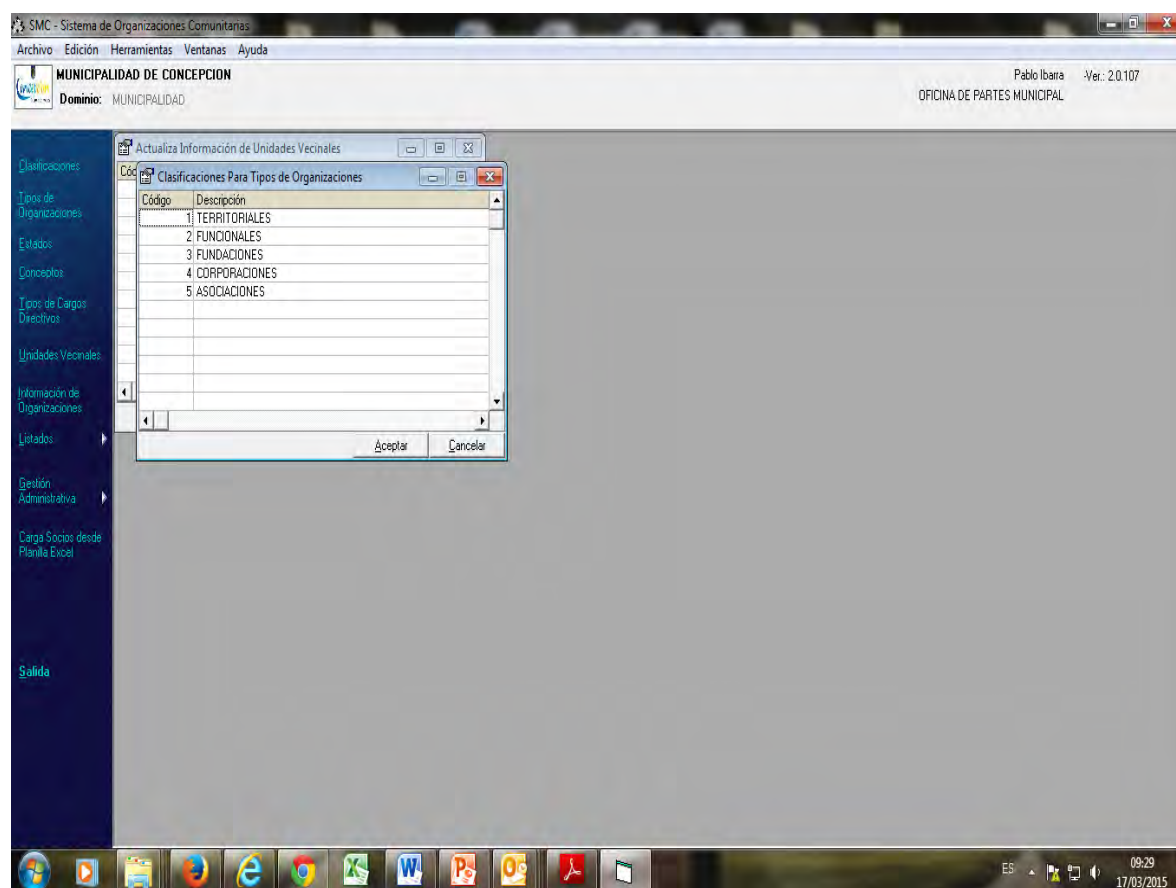 SMC - Sistema de Organizaciones Comunitarias
Archivo Edición Herramientas Ventanas Ayuda
MUNICIPALIDAD DE CONCEPCION
Dominio: MUNICIPALIDAD
Pablo Ibarra -Ver.: 2.0.107
OFICINA DE PARTES MUNICIPAL
Clasificaciones
Tipos de
Organizaciones
Estados
Conceptos
Tipos de Cargos
Directivos
Unidades Vecinales
Información de
Organizaciones
Listados
Gestión
Administrativa
Carga Socios desde
Planilla Excel
Salida
Actualiza Información de Unidades Vecinales
Cód
Clasificaciones Para Tipos de Organizaciones
Código Descripción
1 TERRITORIALES
2 FUNCIONALES
3 FUNDACIONES
4 CORPORACIONES
5 ASOCIACIONES
Aceptar Cancelar
ES 09:29
17/03/2015